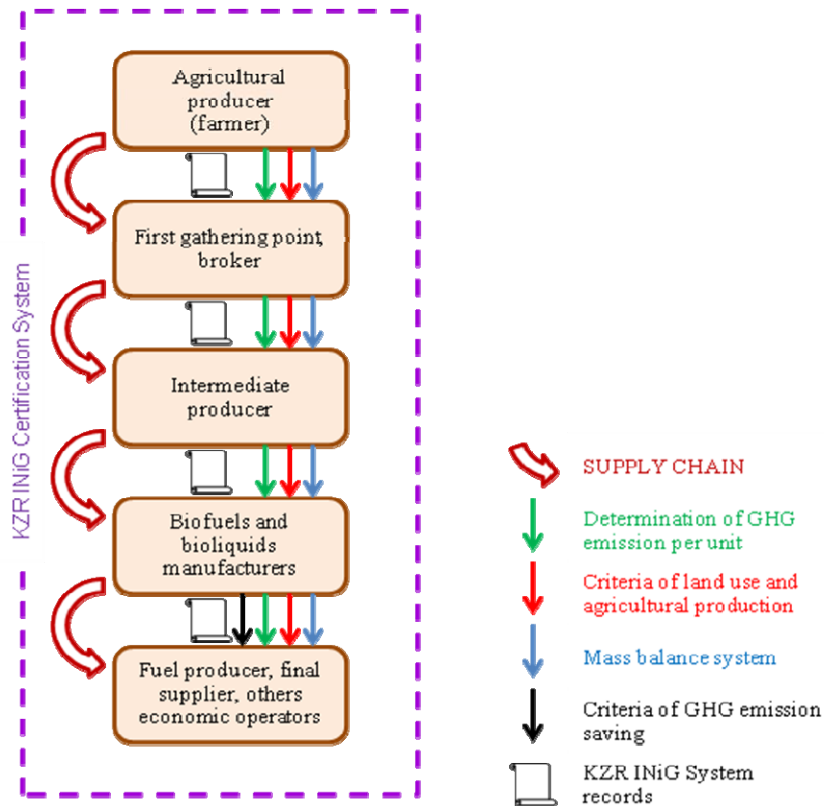 KZR INiG Certification System
Agricultural
producer
(farmer)
First gathering point,
broker
Intermediate
producer
Biofuels and
bioliquids
manufacturers
Fuel producer, final
supplier, others
economic operators
SUPPLY CHAIN
Determination of GHG
emission per unit
Criteria of land use and
agricultural production
Mass balance system
Criteria of GHG emission
saving
KZR INiG System
records